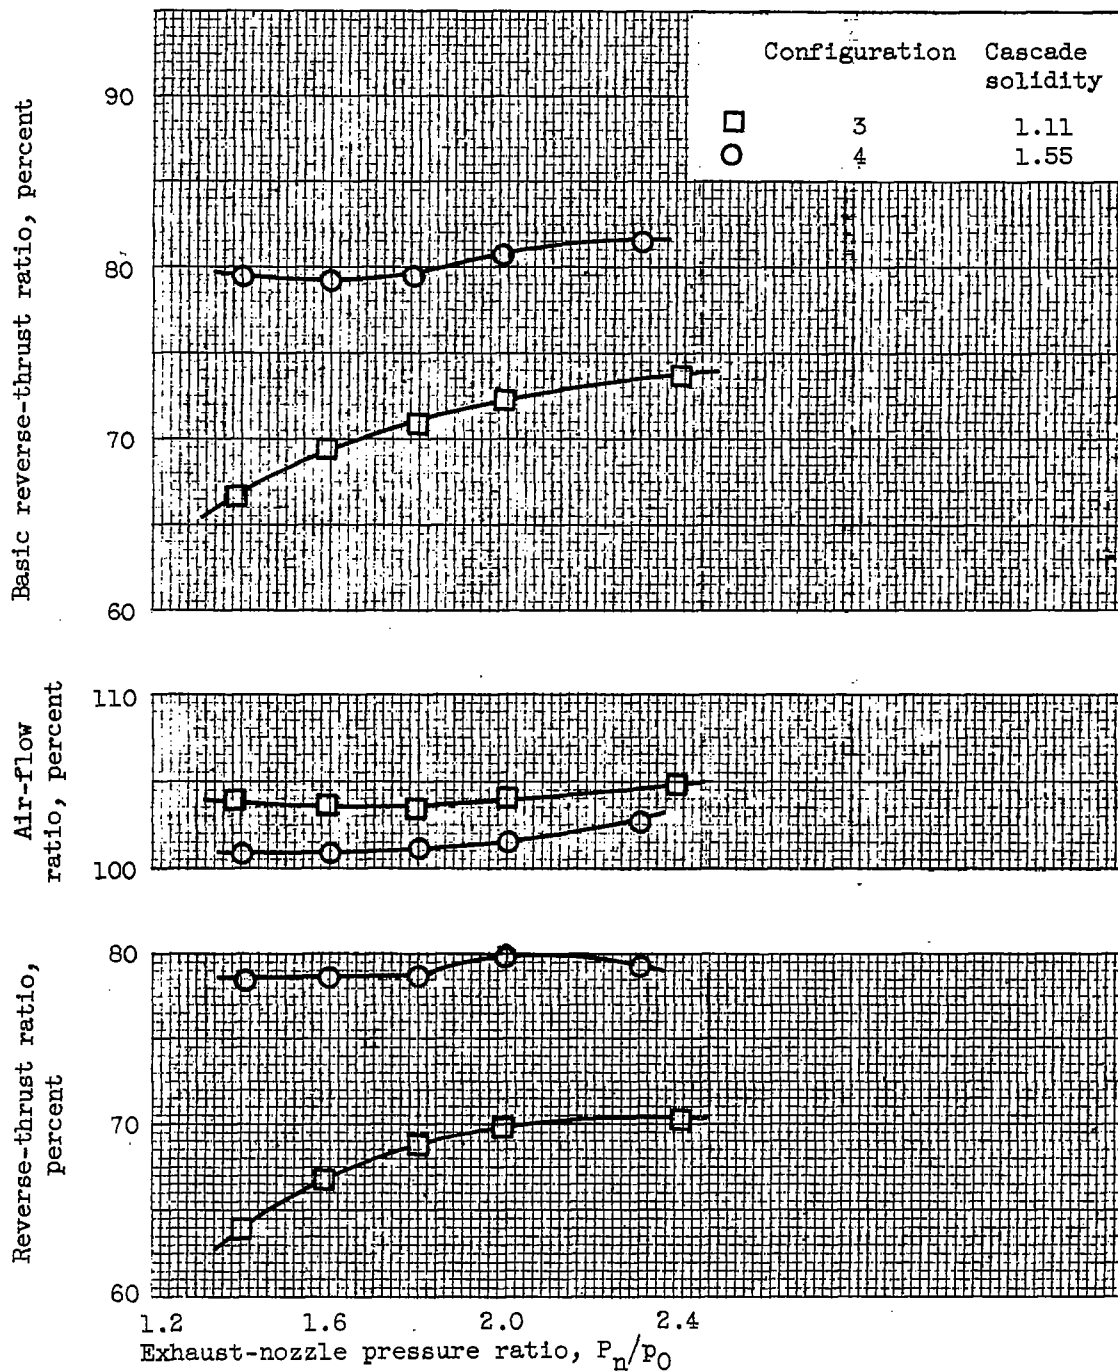 Configuration Cascade
solidity
3 1.11
4 1.55
Basic reverse-thrust ratio, percent
90
80
70
60
Air-flow
ratio, percent
110
100
Reverse-thrust ratio,
percent
80
70
60
1.2 1.6 2.0 2.4
Exhaust-nozzle pressure ratio, Pn/p0